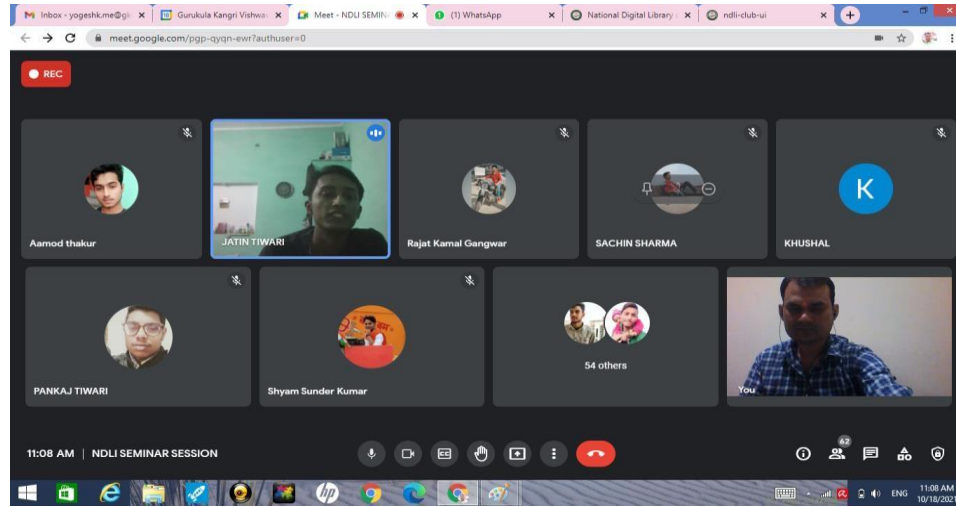 Inbox - yogeshk.me@gk
Gurukula Kangri Vishwa
Meet - NDLI SEMIN
(1) WhatsApp
National Digital Library
ndli-club-ui
meet.google.com/pgp-qyqn-ewr?authuser=0
REC
Aamod thakur
JATIN TIWARI
Rajat Kamal Gangwar
SACHIN SHARMA
K
KHUSHAL
PANKAJ TIWARI
Shyam Sunder Kumar
54 others
You
11:08 AM | NDLI SEMINAR SESSION
62
ENG
11:08 AM
10/18/2021